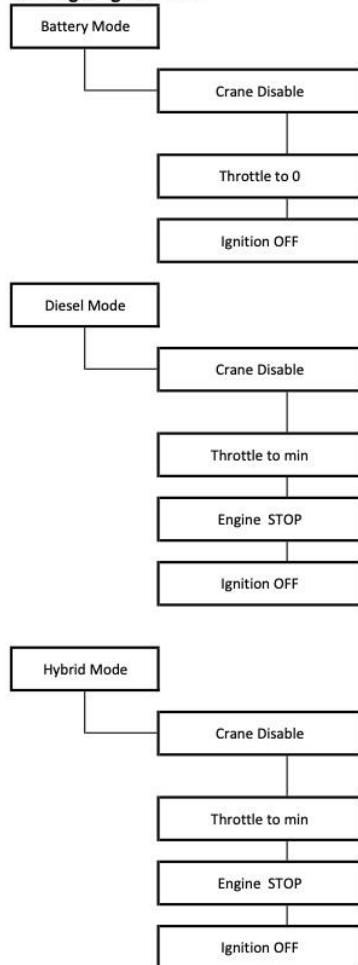 Battery Mode
Crane Disable
Throttle to 0
Ignition OFF
Diesel Mode
Crane Disable
Throttle to min
Engine STOP
Ignition OFF
Hybrid Mode
Crane Disable
Throttle to min
Engine STOP
Ignition OFF